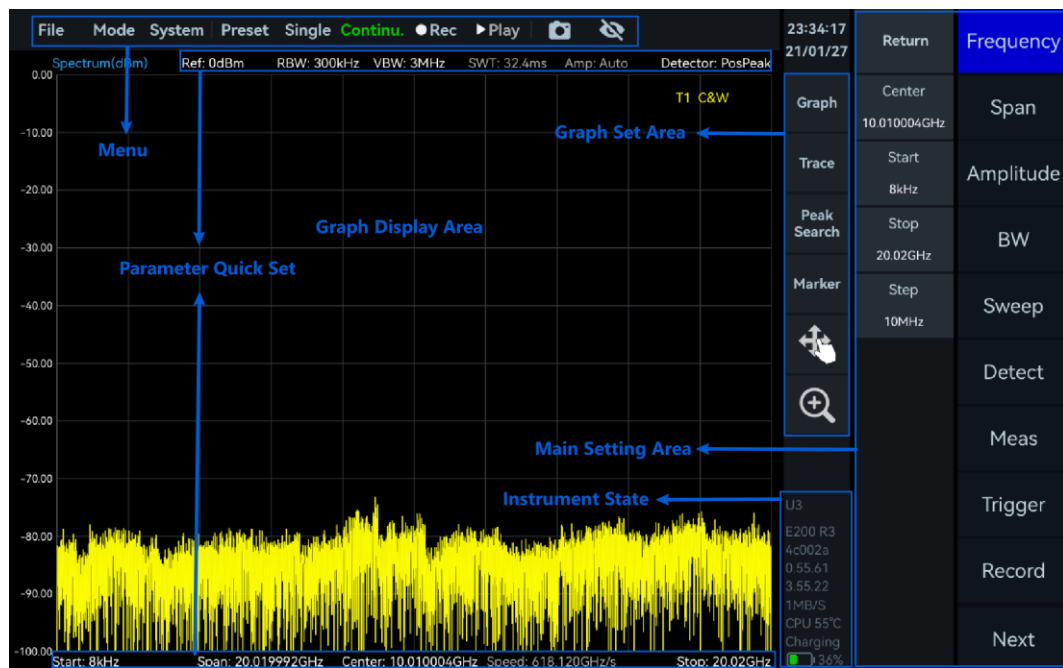 File Mode System Preset Single Continu. Rec Play
23:34:17
21/01/27
Return
Frequency
Spectrum(dBm) Ref: 0dBm RBW: 300kHz VBW: 3MHz SWT: 32.4ms Amp: Auto Detector: PosPeak
0.00
T1 C&W
-10.00
Menu
-20.00
Graph Display Area
-30.00
Parameter Quick Set
-40.00
-50.00
-60.00
-70.00
-80.00
-90.00
-100.00
Graph Set Area
Main Setting Area
Instrument State
Graph
Trace
Peak
Search
Marker
U3
E200 R3
4c002a
0.55.61
3.55.22
1MB/S
CPU 55℃
Charging
36%
Center
10.010004GHz
Start
8kHz
Stop
20.02GHz
Step
10MHz
Span
Amplitude
BW
Sweep
Detect
Meas
Trigger
Record
Next
Start: 8kHz Span: 20.019992GHz Center: 10.010004GHz Speed: 618.120GHz/s Stop: 20.02GHz